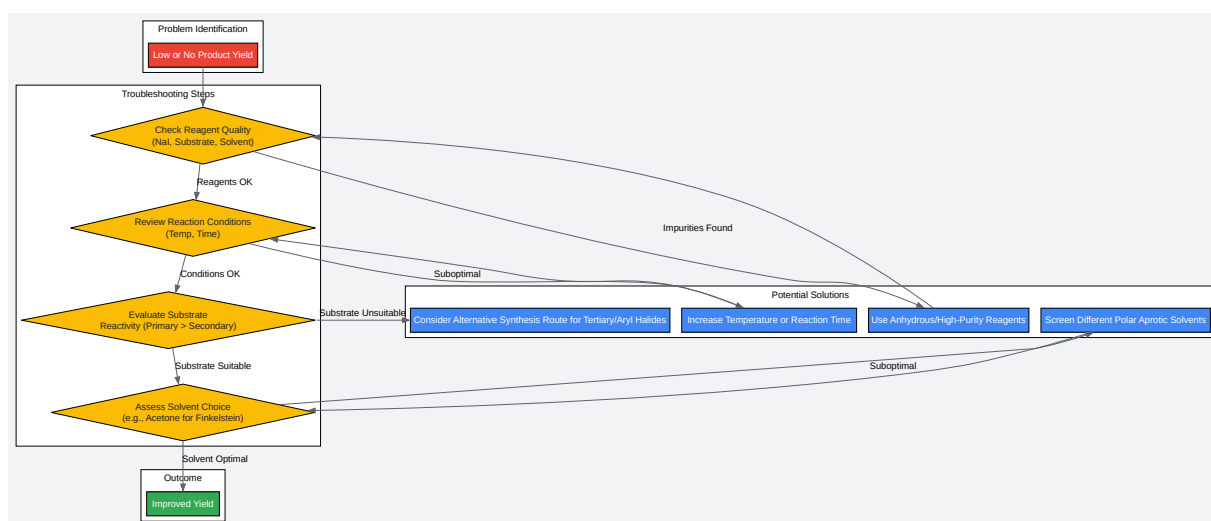 Problem Identification
Low or No Product Yield
Troubleshooting Steps
Check Reagent Quality
(NaI, Substrate, Solvent)
Reagents OK
Review Reaction Conditions
(Temp, Time)
Impurities Found
Conditions OK
Suboptimal
Potential Solutions
Evaluate Substrate
Reactivity (Primary > Secondary)
Substrate Unsuitable
Consider Alternative Synthesis Route for Tertiary/Aryl Halides
Increase Temperature or Reaction Time
Use Anhydrous/High-Purity Reagents
Screen Different Polar Aprotic Solvents
Substrate Suitable
Suboptimal
Assess Solvent Choice
(e.g., Acetone for Finkelstein)
Solvent Optimal
Outcome
Improved Yield